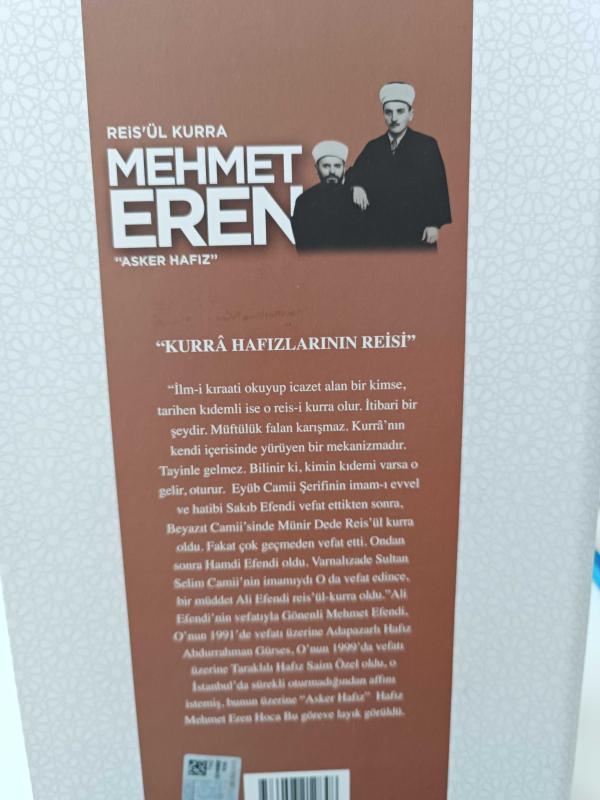 REİS'ÜL KURRA
MEHMET
EREN
"ASKER HAFIZ"
"KURRÂ HAFIZLARININ REİSİ"
"İlm-i kıraati okuyup icazet alan bir kimse,
tarihen kıdemli ise o reis-i kurra olur. İtibari bir
şeydir. Müftülük falan karışmaz. Kurrâ'nın
kendi içerisinde yürüyen bir mekanizmadır.
Tayinle gelmez. Bilinir ki, kimin kıdemi varsa o
gelir, oturur. Eyüb Camii Şerifinin imam-ı evvel
ve hatibi Sakıb Efendi vefat ettikten sonra,
Beyazıt Camii'sinde Münir Dede Reis'ül kurra
oldu. Fakat çok geçmeden vefat etti. Ondan
sonra Hamdi Efendi oldu. Varnalızade Sultan
Selim Camii'nin imamıydı O da vefat edince,
bir müddet Ali Efendi reis'ül-kurra oldu."Ali
Efendi'nin vefatıyla Gönenli Mehmet Efendi,
O'nun 1991'de vefatı üzerine Adapazarlı Hafız
Abdurrahman Gürses, O'nun 1999'da vefatı
üzerine Taraklılı Hafız Saim Özel oldu, o
İstanbul'da sürekli oturmadığından affını
istemiş, bunun üzerine "Asker Hafız" Hafız
Mehmet Eren Hoca Bu göreve layık görüldü.